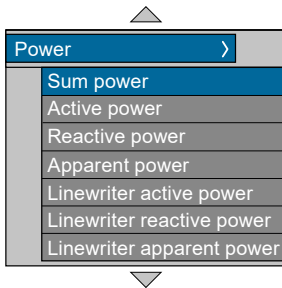 Power
Sum power
Active power
Reactive power
Apparent power
Linewriter active power
Linewriter reactive power
Linewriter apparent power